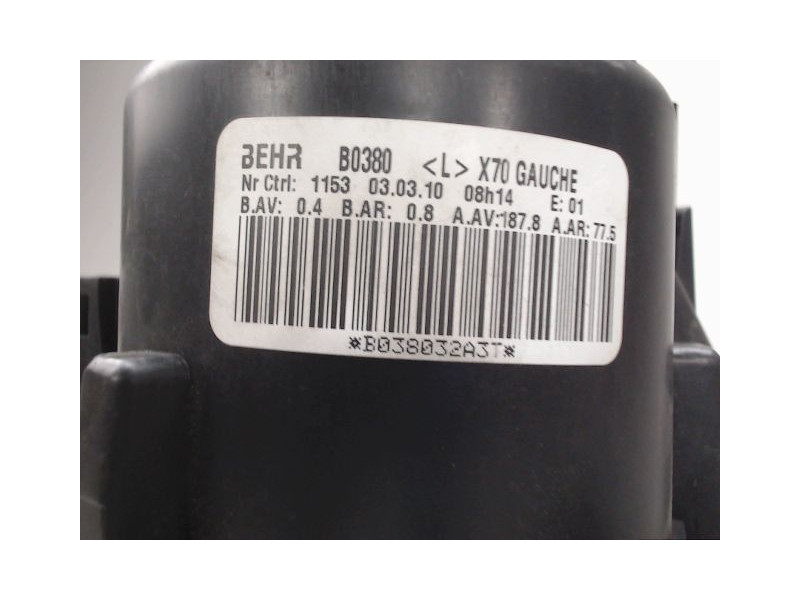 BEHR B0380 <L> X70 GAUCHE
Nr Ctrl: 1153 03.03.10 08h14 E: 01
B.AV: 0.4 B.AR: 0.8 A.AV:187.8 A.AR: 77.5
*B038032A3T*